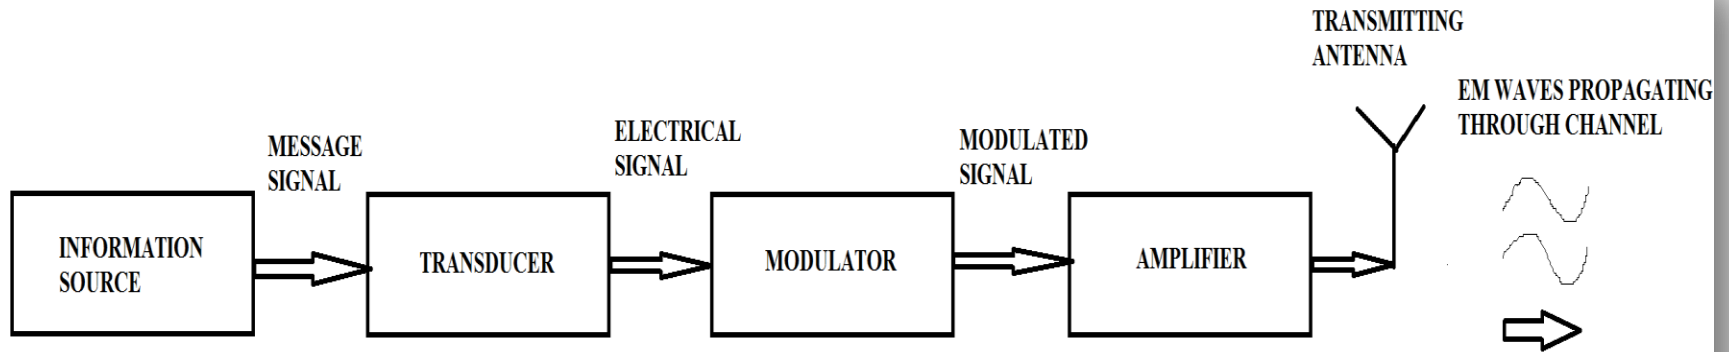 TRANSMITTING
ANTENNA
EM WAVES PROPAGATING
THROUGH CHANNEL
MESSAGE
SIGNAL
ELECTRICAL
SIGNAL
MODULATED
SIGNAL
INFORMATION
SOURCE
TRANSDUCER
MODULATOR
AMPLIFIER